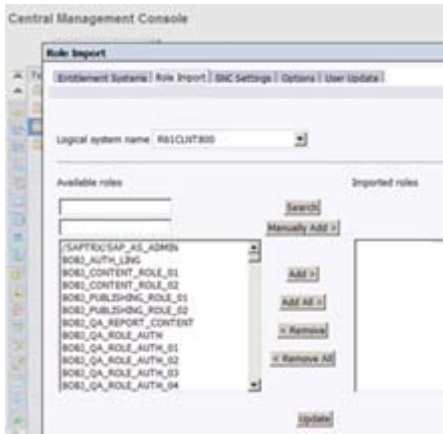 Central Management Console
Role Import
Entitlement Systems | Role Import | SNC Settings | Options | User Update
Logical system name R61CLNT800
Available roles
Imported roles
Search
Manually Add >
/SAPTRX/SAP_AS_ADMIN
BOBJ_AUTH_LING
BOBJ_CONTENT_ROLE_01
BOBJ_CONTENT_ROLE_02
BOBJ_PUBLISHING_ROLE_01
BOBJ_PUBLISHING_ROLE_02
BOBJ_QA_REPORT_CONTENT
BOBJ_QA_ROLE_AUTH
BOBJ_QA_ROLE_AUTH_01
BOBJ_QA_ROLE_AUTH_02
BOBJ_QA_ROLE_AUTH_03
BOBJ_QA_ROLE_AUTH_04
Add >
Add All >
< Remove
< Remove All
Update